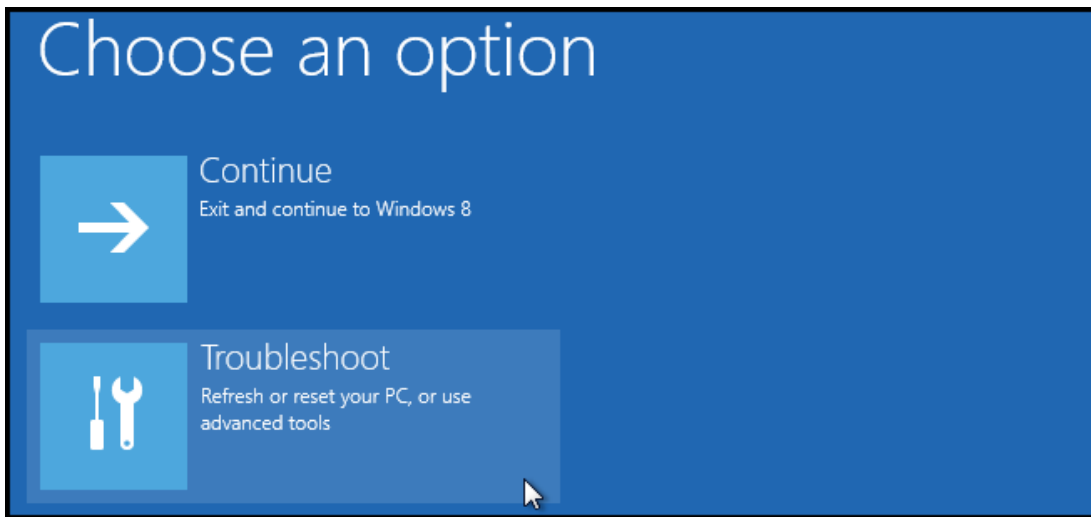 Choose an option
Continue
Exit and continue to Windows 8
Troubleshoot
Refresh or reset your PC, or use
advanced tools